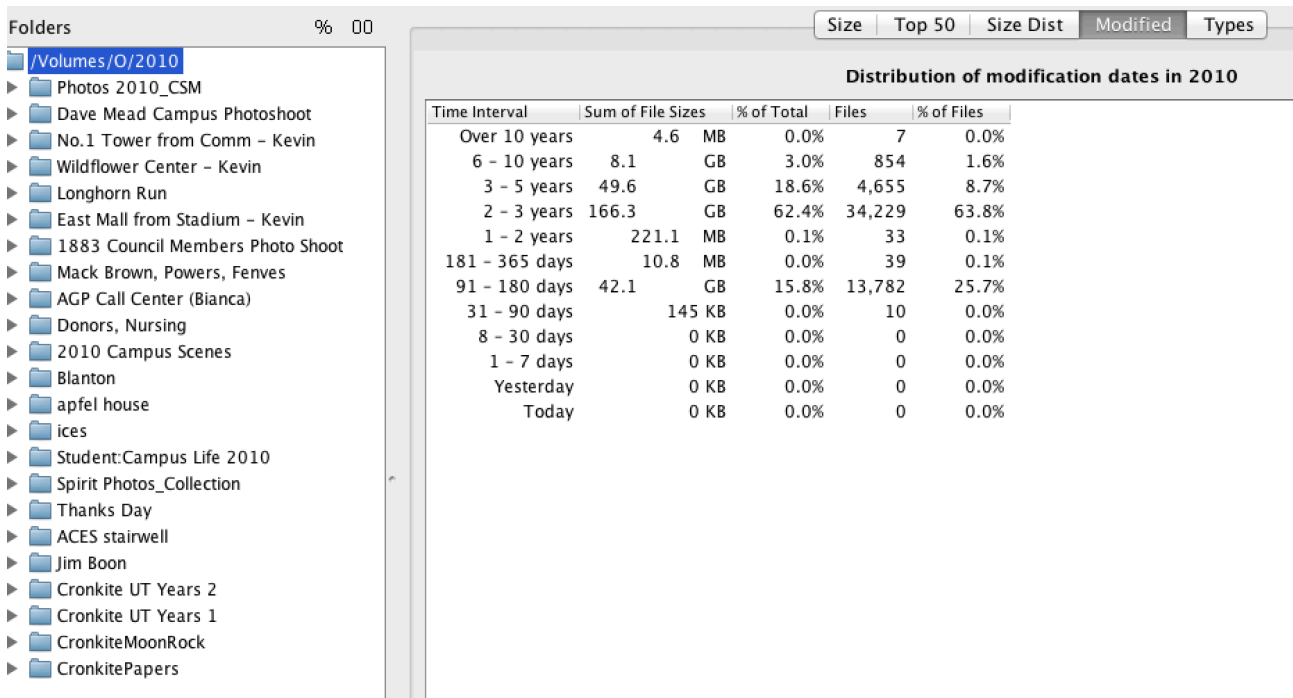 Folders % 00
/Volumes/O/2010
Photos 2010_CSM
Dave Mead Campus Photoshoot
No.1 Tower from Comm – Kevin
Wildflower Center – Kevin
Longhorn Run
East Mall from Stadium – Kevin
1883 Council Members Photo Shoot
Mack Brown, Powers, Fenves
AGP Call Center (Bianca)
Donors, Nursing
2010 Campus Scenes
Blanton
apfel house
ices
Student:Campus Life 2010
Spirit Photos_Collection
Thanks Day
ACES stairwell
Jim Boon
Cronkite UT Years 2
Cronkite UT Years 1
CronkiteMoonRock
CronkitePapers
Size Top 50 Size Dist Modified Types
Distribution of modification dates in 2010
Time Interval Sum of File Sizes % of Total Files % of Files
Over 10 years 4.6 MB 0.0% 7 0.0%
6 – 10 years 8.1 GB 3.0% 854 1.6%
3 – 5 years 49.6 GB 18.6% 4,655 8.7%
2 – 3 years 166.3 GB 62.4% 34,229 63.8%
1 – 2 years 221.1 MB 0.1% 33 0.1%
181 – 365 days 10.8 MB 0.0% 39 0.1%
91 – 180 days 42.1 GB 15.8% 13,782 25.7%
31 – 90 days 145 KB 0.0% 10 0.0%
8 – 30 days 0 KB 0.0% 0 0.0%
1 – 7 days 0 KB 0.0% 0 0.0%
Yesterday 0 KB 0.0% 0 0.0%
Today 0 KB 0.0% 0 0.0%